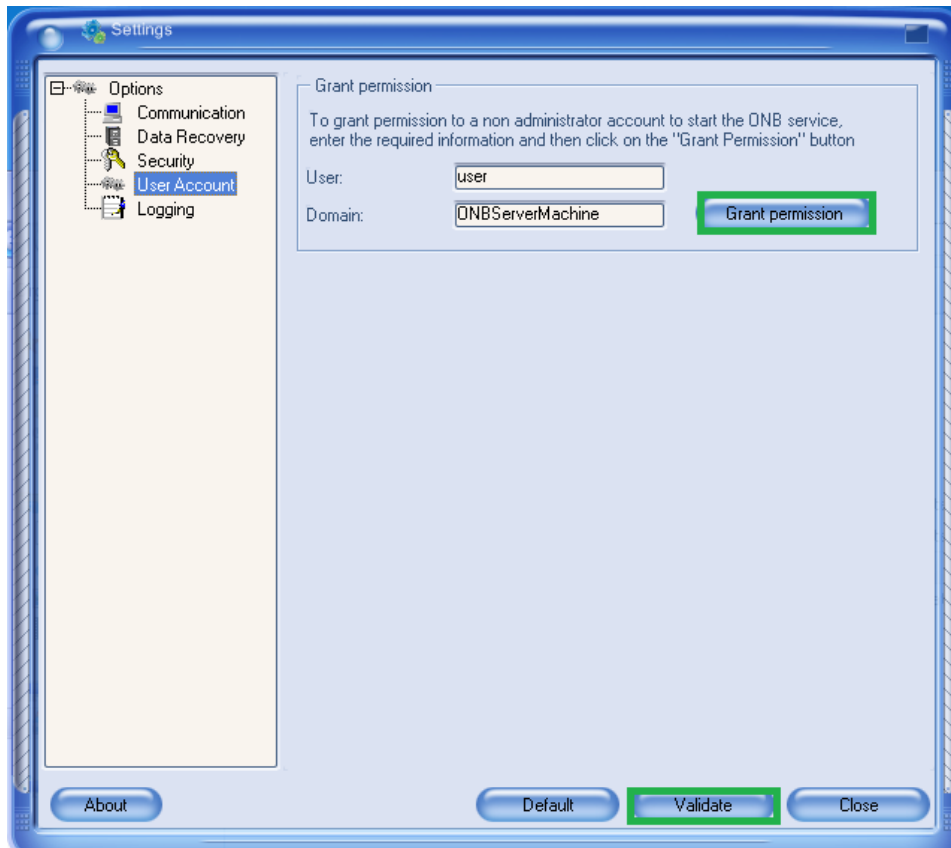 Settings
Options
Communication
Data Recovery
Security
User Account
Logging
Grant permission
To grant permission to a non administrator account to start the ONB service,
enter the required information and then click on the "Grant Permission" button
User: user
Domain: ONBServerMachine Grant permission
About Default Validate Close